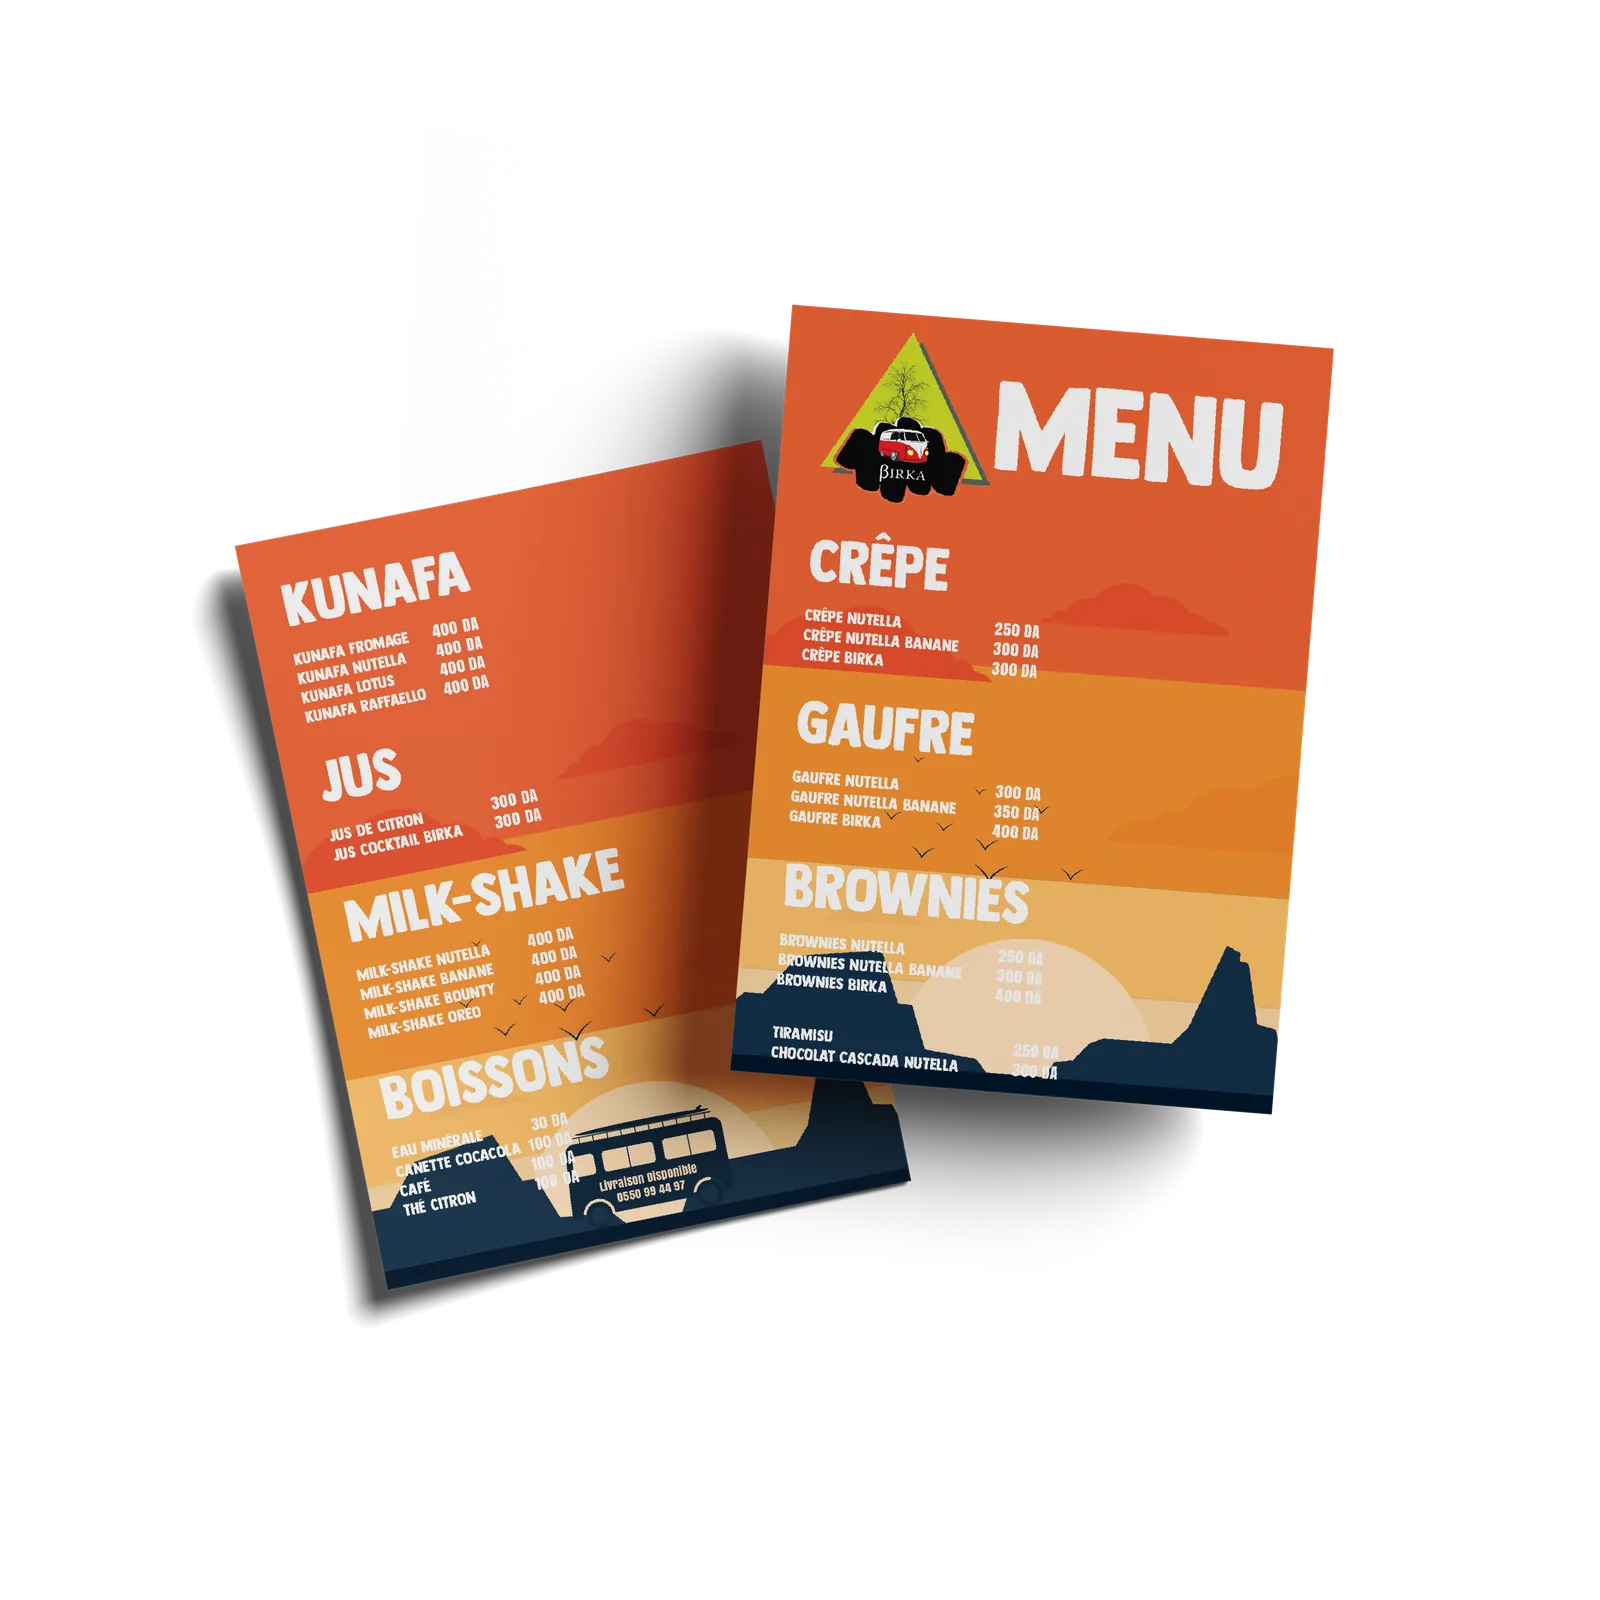 KUNAFA
KUNAFA FROMAGE 400 DA
KUNAFA NUTELLA 400 DA
KUNAFA LOTUS 400 DA
KUNAFA RAFFAELLO 400 DA
JUS
JUS DE CITRON 300 DA
JUS COCKTAIL BIRKA 300 DA
MILK-SHAKE
MILK-SHAKE NUTELLA 400 DA
MILK-SHAKE BANANE 400 DA
MILK-SHAKE BOUNTY 400 DA
MILK-SHAKE OREO 400 DA
BOISSONS
EAU MINÉRALE 30 DA
CANETTE COCACOLA 100 DA
CAFÉ 100 DA
THÉ CITRON 100 DA
Livraison Disponible
0550 99 44 97
βIRKA
MENU
CRÊPE
CRÊPE NUTELLA 250 DA
CRÊPE NUTELLA BANANE 300 DA
CRÊPE BIRKA 300 DA
GAUFRE
GAUFRE NUTELLA 300 DA
GAUFRE NUTELLA BANANE 350 DA
GAUFRE BIRKA 400 DA
BROWNIES
BROWNIES NUTELLA 250 DA
BROWNIES NUTELLA BANANE 300 DA
BROWNIES BIRKA 400 DA
TIRAMISU 250 DA
CHOCOLAT CASCADA NUTELLA 300 DA